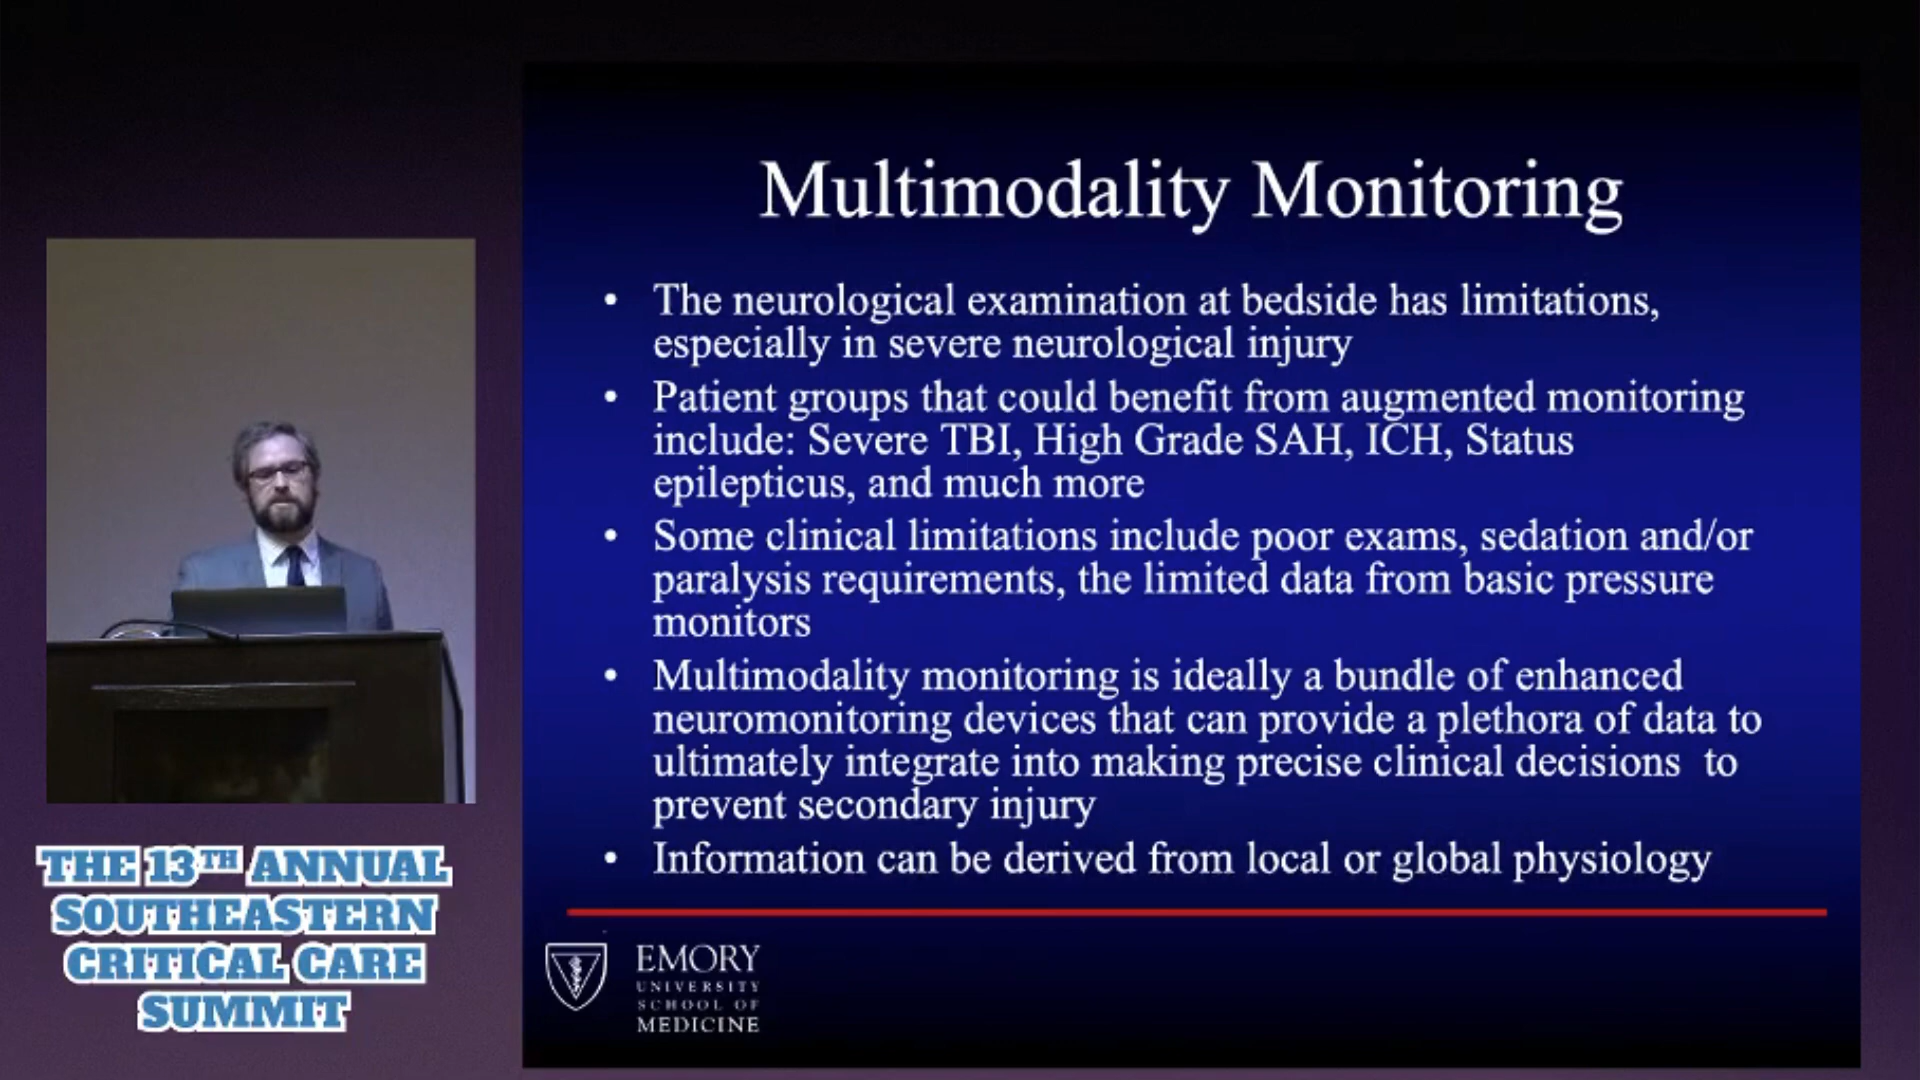 Multimodality Monitoring
• The neurological examination at bedside has limitations,
especially in severe neurological injury
• Patient groups that could benefit from augmented monitoring
include: Severe TBI, High Grade SAH, ICH, Status
epilepticus, and much more
• Some clinical limitations include poor exams, sedation and/or
paralysis requirements, the limited data from basic pressure
monitors
• Multimodality monitoring is ideally a bundle of enhanced
neuromonitoring devices that can provide a plethora of data to
ultimately integrate into making precise clinical decisions to
prevent secondary injury
• Information can be derived from local or global physiology
EMORY
UNIVERSITY
SCHOOL OF
MEDICINE
THE 13TH ANNUAL
SOUTHEASTERN
CRITICAL CARE
SUMMIT